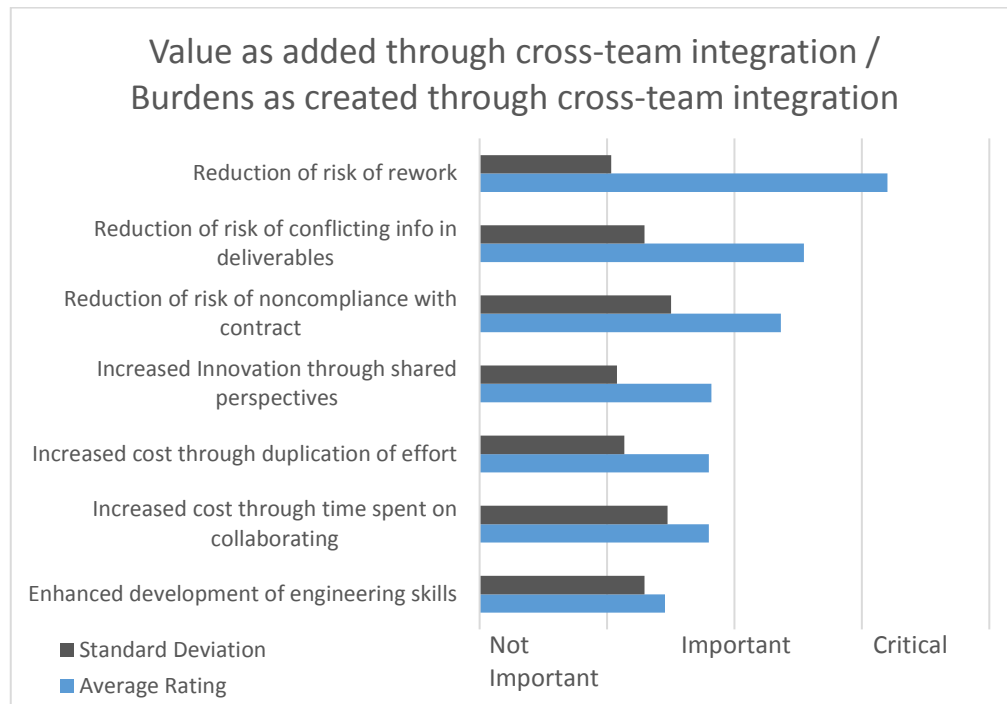 Value as added through cross-team integration /
Burdens as created through cross-team integration
Reduction of risk of rework
Reduction of risk of conflicting info in
deliverables
Reduction of risk of noncompliance with
contract
Increased Innovation through shared
perspectives
Increased cost through duplication of effort
Increased cost through time spent on
collaborating
Enhanced development of engineering skills
Not
Important
Important
Critical
Standard Deviation
Average Rating